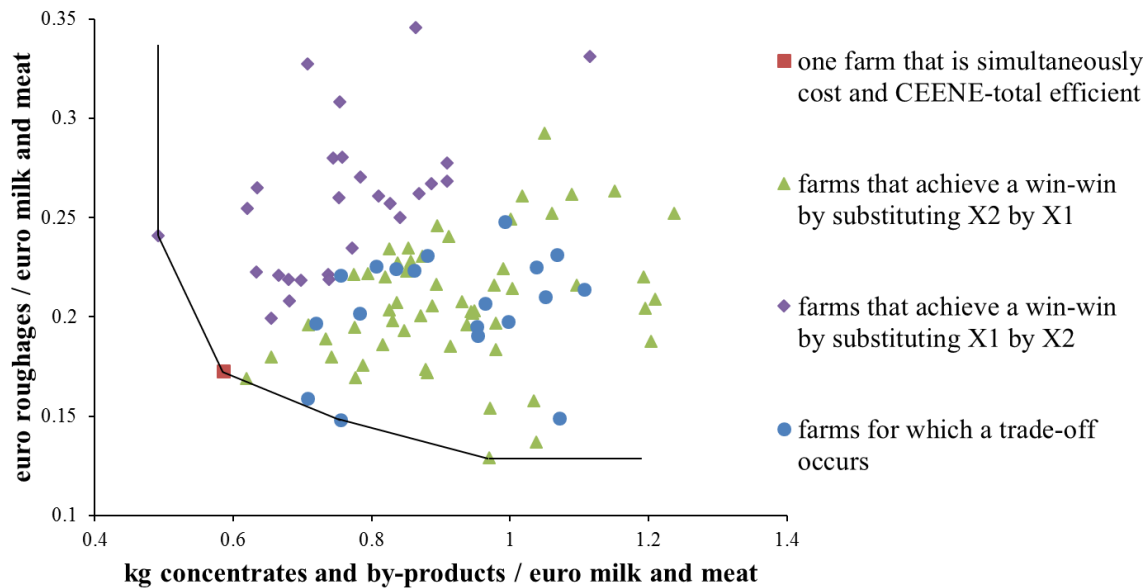 0.35
0.3
0.25
0.2
0.15
0.1
0.4
0.6
0.8
1
1.2
1.4
euro roughages / euro milk and meat
kg concentrates and by-products / euro milk and meat
one farm that is simultaneously
cost and CEENE-total efficient
farms that achieve a win-win
by substituting X2 by X1
farms that achieve a win-win
by substituting X1 by X2
farms for which a trade-off
occurs